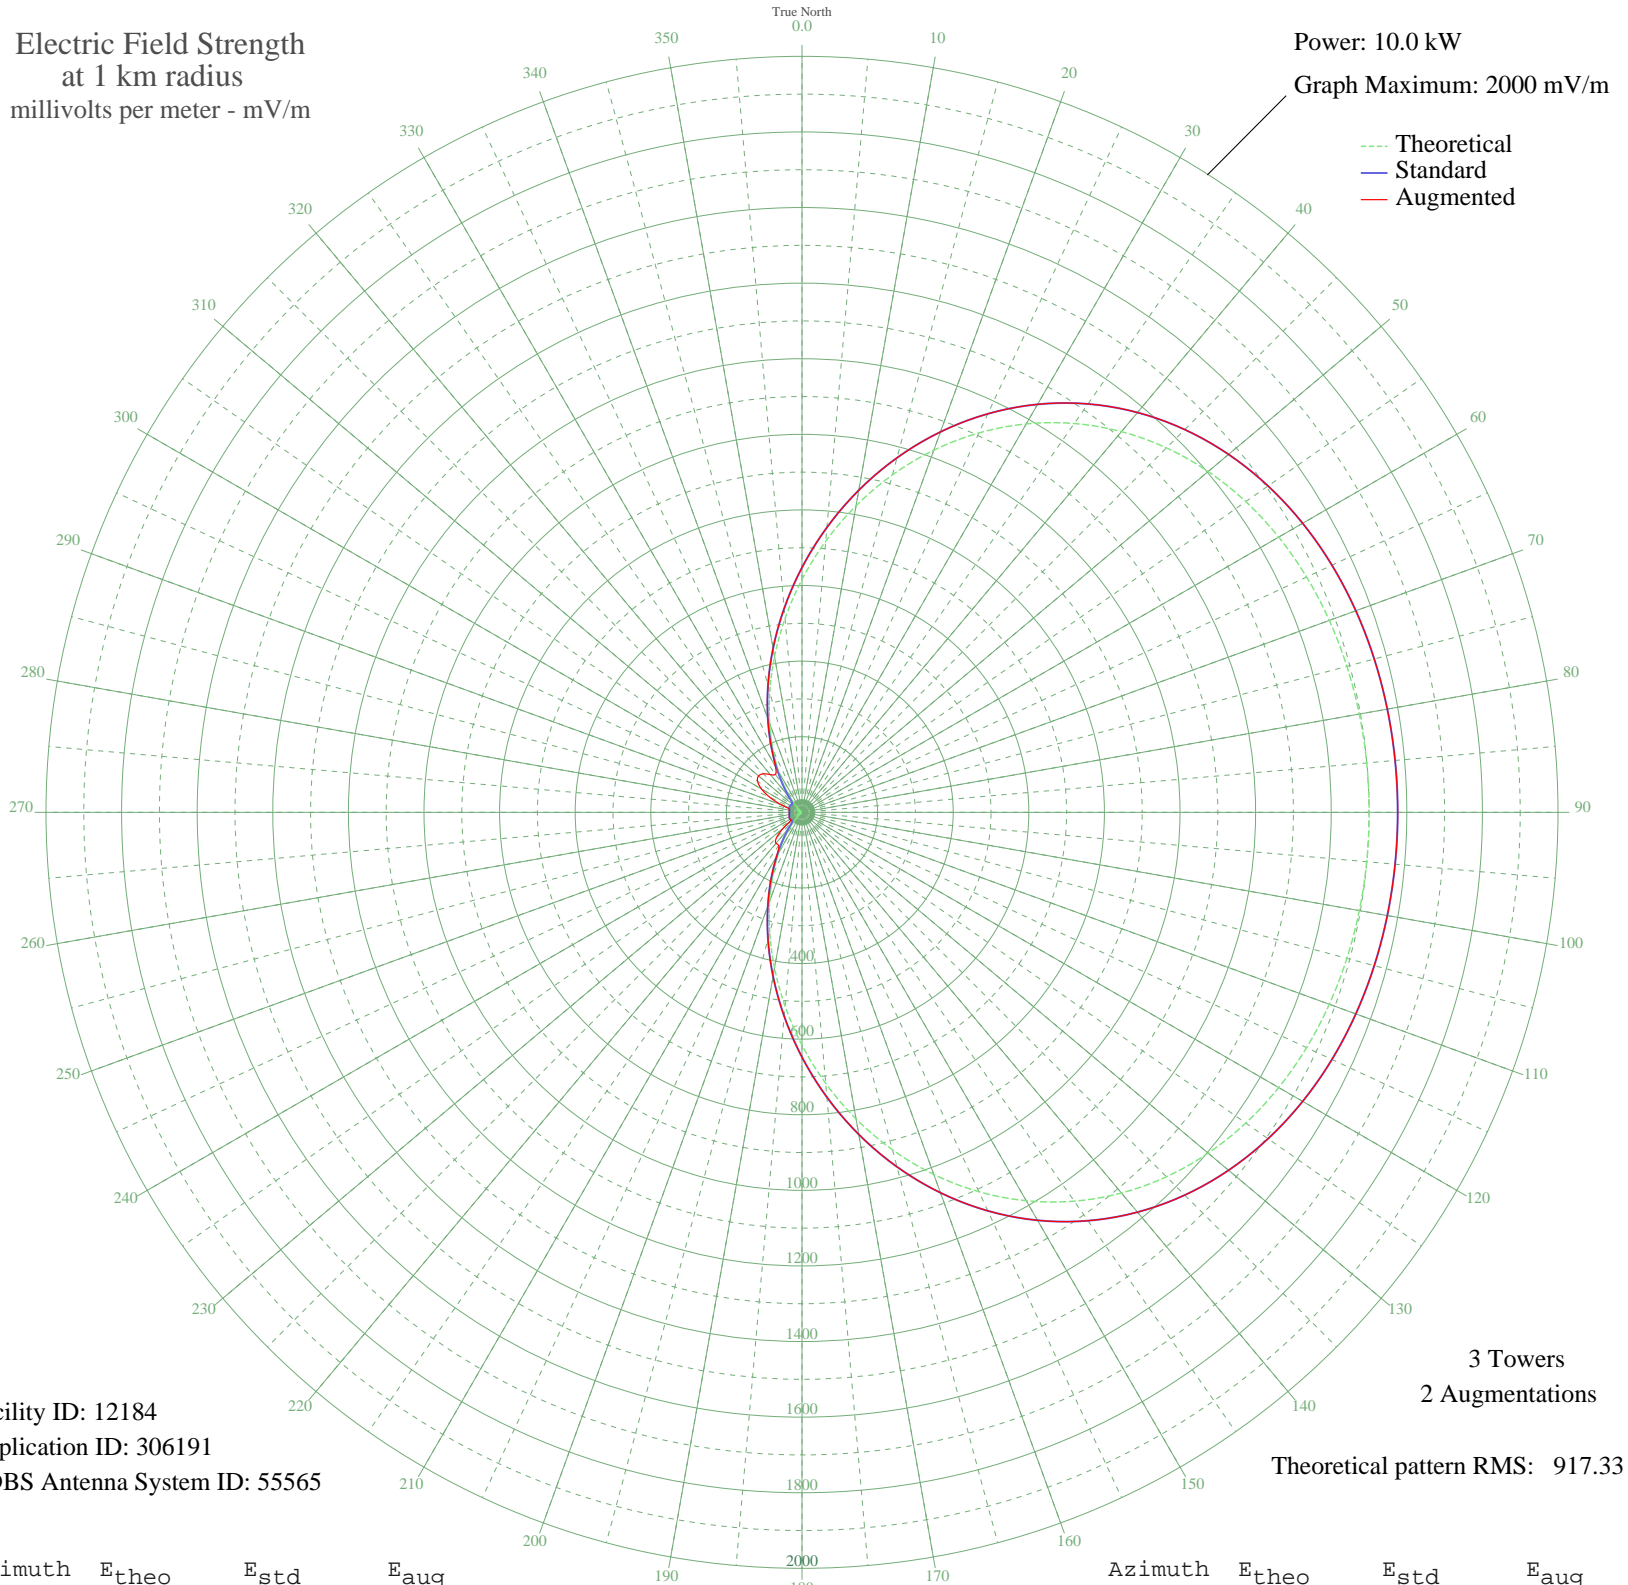 True North
0.0
Electric Field Strength
at 1 km radius
millivolts per meter - mV/m
Power: 10.0 kW
Graph Maximum: 2000 mV/m
Theoretical
Standard
Augmented
10
20
30
40
50
60
70
80
90
100
110
120
130
140
150
160
170
180
190
200
210
220
230
240
250
260
270
280
290
300
310
320
330
340
350
400
600
800
1000
1200
1400
1600
1800
2000
3 Towers
2 Augmentations
Theoretical pattern RMS: 917.33
cility ID: 12184
plication ID: 306191
DBS Antenna System ID: 55565
imuth Etheo Estd Eaug Azimuth Etheo Estd Eaug